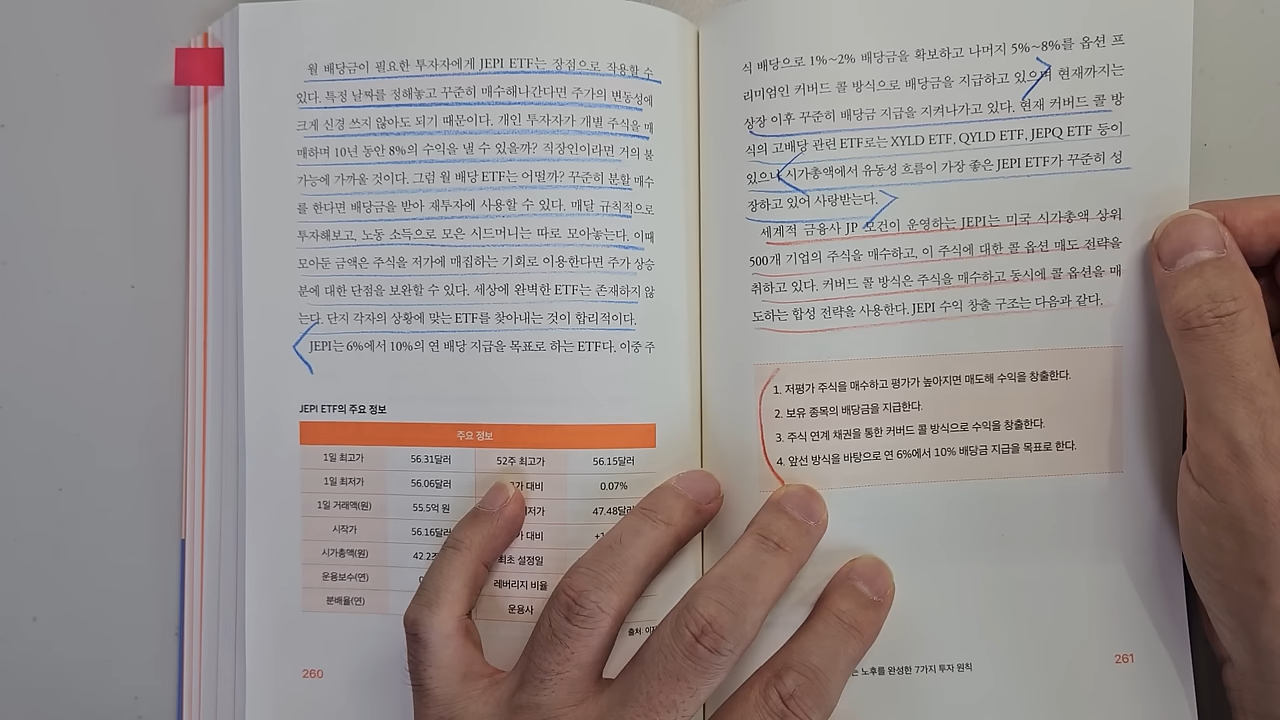 월 배당금이 필요한 투자자에게 JEPI ETF는 장점으로 작용할 수
있다. 특정 날짜를 정해놓고 꾸준히 매수해나간다면 주가의 변동성에
크게 신경 쓰지 않아도 되기 때문이다. 개인 투자자가 개별 주식을 매
매하며 10년 동안 8%의 수익을 낼 수 있을까? 직장인이라면 거의 불
가능에 가까울 것이다. 그럼 월 배당 ETF는 어떨까? 꾸준히 분할 매수
를 한다면 배당금을 받아 재투자에 사용할 수 있다. 매달 규칙적으로
투자해보고, 노동 소득으로 모은 시드머니는 따로 모아놓는다. 이때
모아둔 금액은 주식을 저가에 매집하는 기회로 이용한다면 주가 상승
분에 대한 단점을 보완할 수 있다. 세상에 완벽한 ETF는 존재하지 않
는다. 단지 각자의 상황에 맞는 ETF를 찾아내는 것이 합리적이다.
JEPI는 6%에서 10%의 연 배당 지급을 목표로 하는 ETF다. 이중 주
JEPI ETF의 주요 정보
주요 정보
1일 최고가 56.31달러 52주 최고가 56.15달러
1일 최저가 56.06달러 대비 0.07%
1일 거래액(원) 55.5억 원 47.48달러
시작가 56.16달러 대비
시가총액(원) 42.2 최초 설정일
운용보수(연) 레버리지 비율
분배율(연) 운용사
출처:
260
식 배당으로 1%~2% 배당금을 확보하고 나머지 5%~8%를 옵션 프
리미엄인 커버드 콜 방식으로 배당금을 지급하고 있으며 현재까지는
상장 이후 꾸준히 배당금 지급을 지켜나가고 있다. 현재 커버드 콜 방
식의 고배당 관련 ETF로는 XYLD ETF, QYLD ETF, JEPQ ETF 등이
있으나 시가총액에서 유동성 흐름이 가장 좋은 JEPI ETF가 꾸준히 성
장하고 있어 사랑받는다.
세계적 금융사 JP 모건이 운영하는 JEPI는 미국 시가총액 상위
500개 기업의 주식을 매수하고, 이 주식에 대한 콜 옵션 매도 전략을
취하고 있다. 커버드 콜 방식은 주식을 매수하고 동시에 콜 옵션을 매
도하는 합성 전략을 사용한다. JEPI 수익 창출 구조는 다음과 같다.
1. 저평가 주식을 매수하고 평가가 높아지면 매도해 수익을 창출한다.
2. 보유 종목의 배당금을 지급한다.
3. 주식 연계 채권을 통한 커버드 콜 방식으로 수익을 창출한다.
4. 앞선 방식을 바탕으로 연 6%에서 10% 배당금 지급을 목표로 한다.
노후를 완성한 7가지 투자 원칙
261